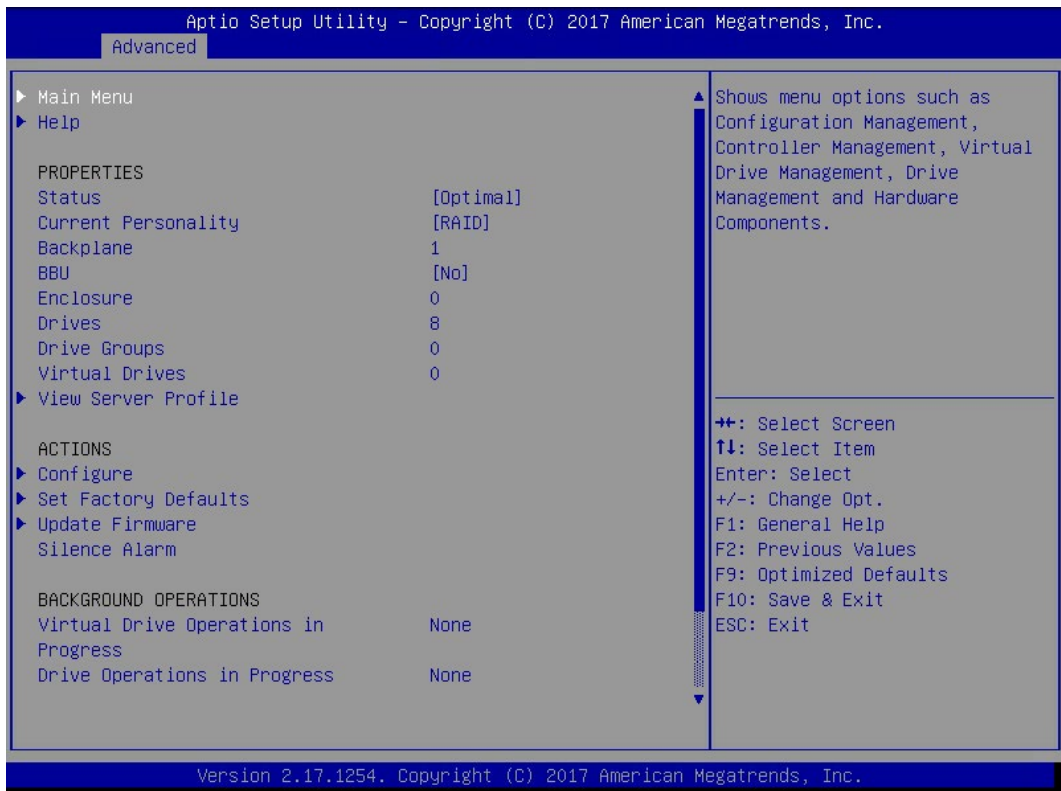 Aptio Setup Utility – Copyright (C) 2017 American Megatrends, Inc.
Advanced
Main Menu
Help
PROPERTIES
Status [Optimal]
Current Personality [RAID]
Backplane 1
BBU [No]
Enclosure 0
Drives 8
Drive Groups 0
Virtual Drives 0
View Server Profile
ACTIONS
Configure
Set Factory Defaults
Update Firmware
Silence Alarm
BACKGROUND OPERATIONS
Virtual Drive Operations in None
Progress
Drive Operations in Progress None
Shows menu options such as
Configuration Management,
Controller Management, Virtual
Drive Management, Drive
Management and Hardware
Components.
→←: Select Screen
↑↓: Select Item
Enter: Select
+/-: Change Opt.
F1: General Help
F2: Previous Values
F9: Optimized Defaults
F10: Save & Exit
ESC: Exit
Version 2.17.1254. Copyright (C) 2017 American Megatrends, Inc.